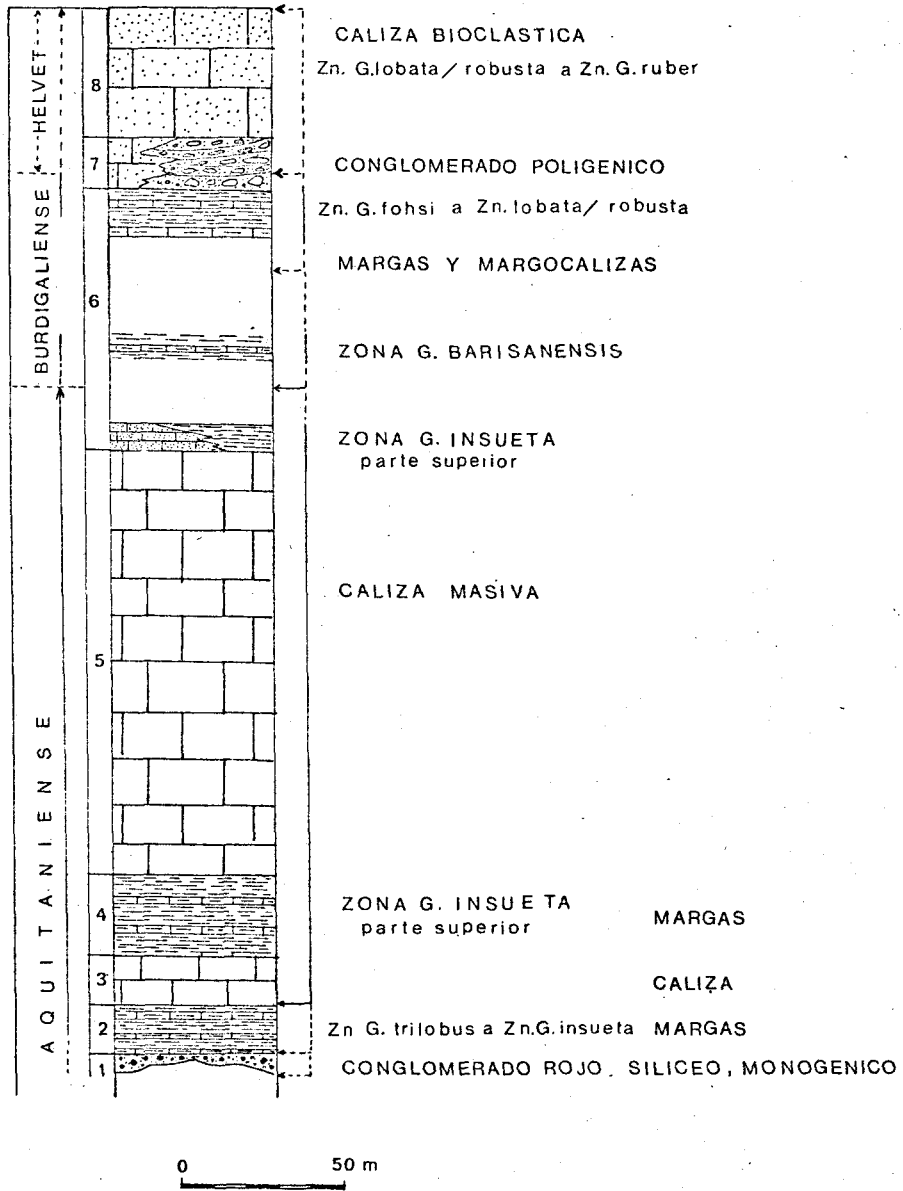 HELVET
BURDIGALIENSE
AQUITANIENSE
8
CALIZA BIOCLASTICA
Zn. G. lobata / robusta a Zn. G. ruber
7
CONGLOMERADO POLIGENICO
Zn. G. fohsi a Zn. lobata / robusta
6
MARGAS Y MARGOCALIZAS
ZONA G. BARISANENSIS
ZONA G. INSUETA
parte superior
5
CALIZA MASIVA
4
ZONA G. INSUETA
parte superior
MARGAS
3
CALIZA
2
Zn G. trilobus a Zn.G. insueta MARGAS
1
CONGLOMERADO ROJO, SILICEO, MONOGENICO
0 50 m